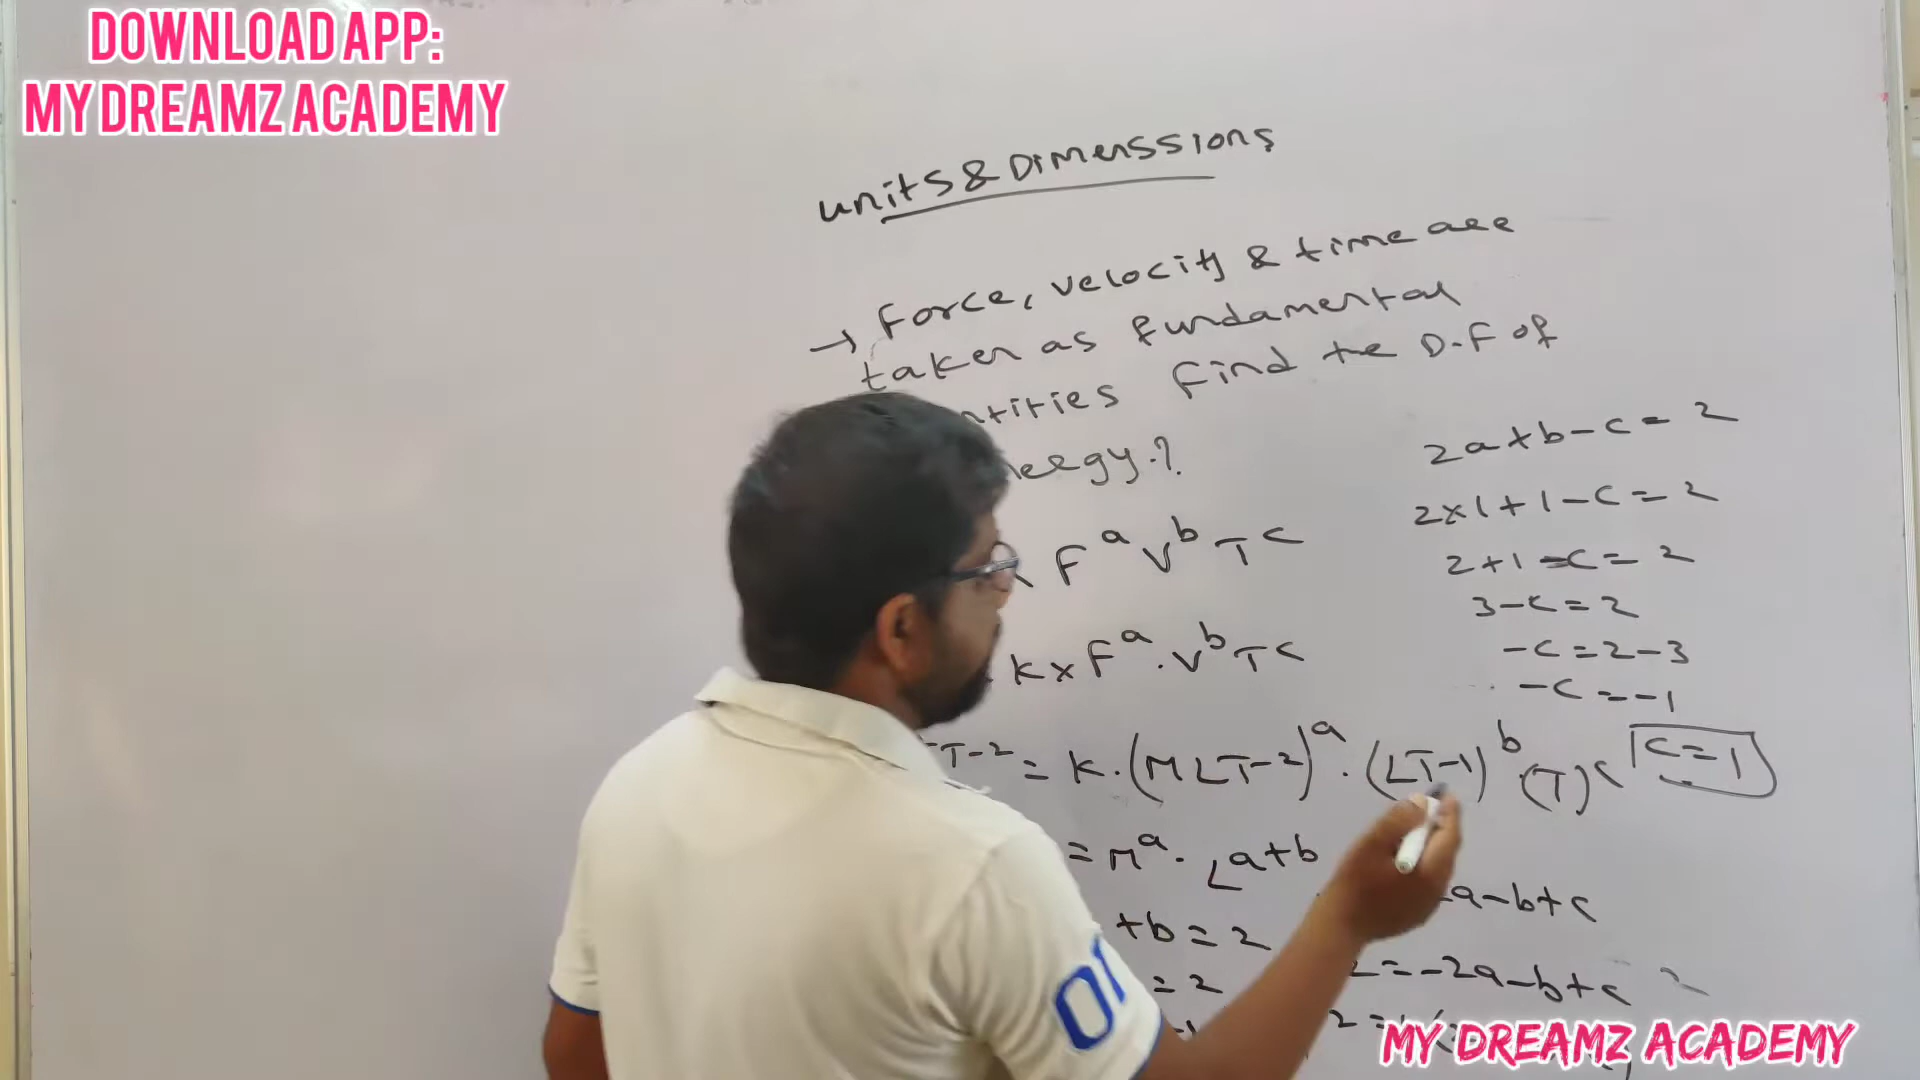 DOWNLOAD APP:
MY DREAMZ ACADEMY
units & Dimenssions
→ Force, velocity & time are
taken as fundamental
ntities Find the D.F of
nergy.?
F^a V^b T^c
K x F^a . V^b T^c
T-2 = K.(MLT-2)^a . (LT-1)^b .(T)^c
= M^a . L^a+b
a-b+c
+b = 2
= 2
2 = -2a-b+c
2a+b-c = 2
2x1+1-c = 2
2+1-c = 2
3-c = 2
-c = 2-3
-c = -1
c = 1
01
MY DREAMZ ACADEMY